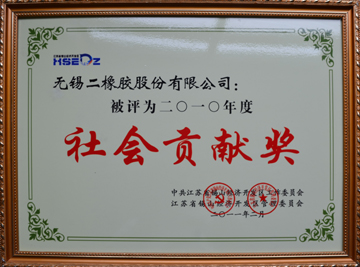 HSEDZ
无锡二橡胶股份有限公司：
被评为二〇一〇年度
社会贡献奖
中共江苏省锡山经济开发区工作委员会
江苏省锡山经济开发区管理委员会
二〇一一年二月